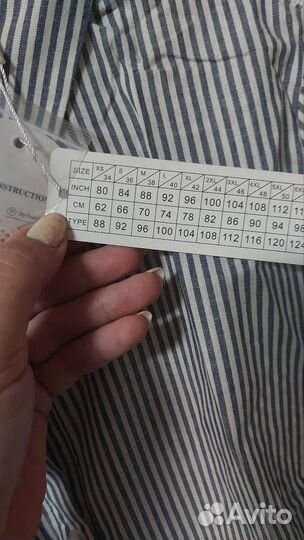 SIZE XS/34 S/36 M/38 L/40 XL/42 2XL/44 3XL/46 4XL/48 5XL/50
INCH 80 84 88 92 96 100 104 108 112
CM 62 66 70 74 78 82 86 90 94 98
TYPE 88 92 96 100 104 108 112 116 120 124
NSTRUCTION
Avito